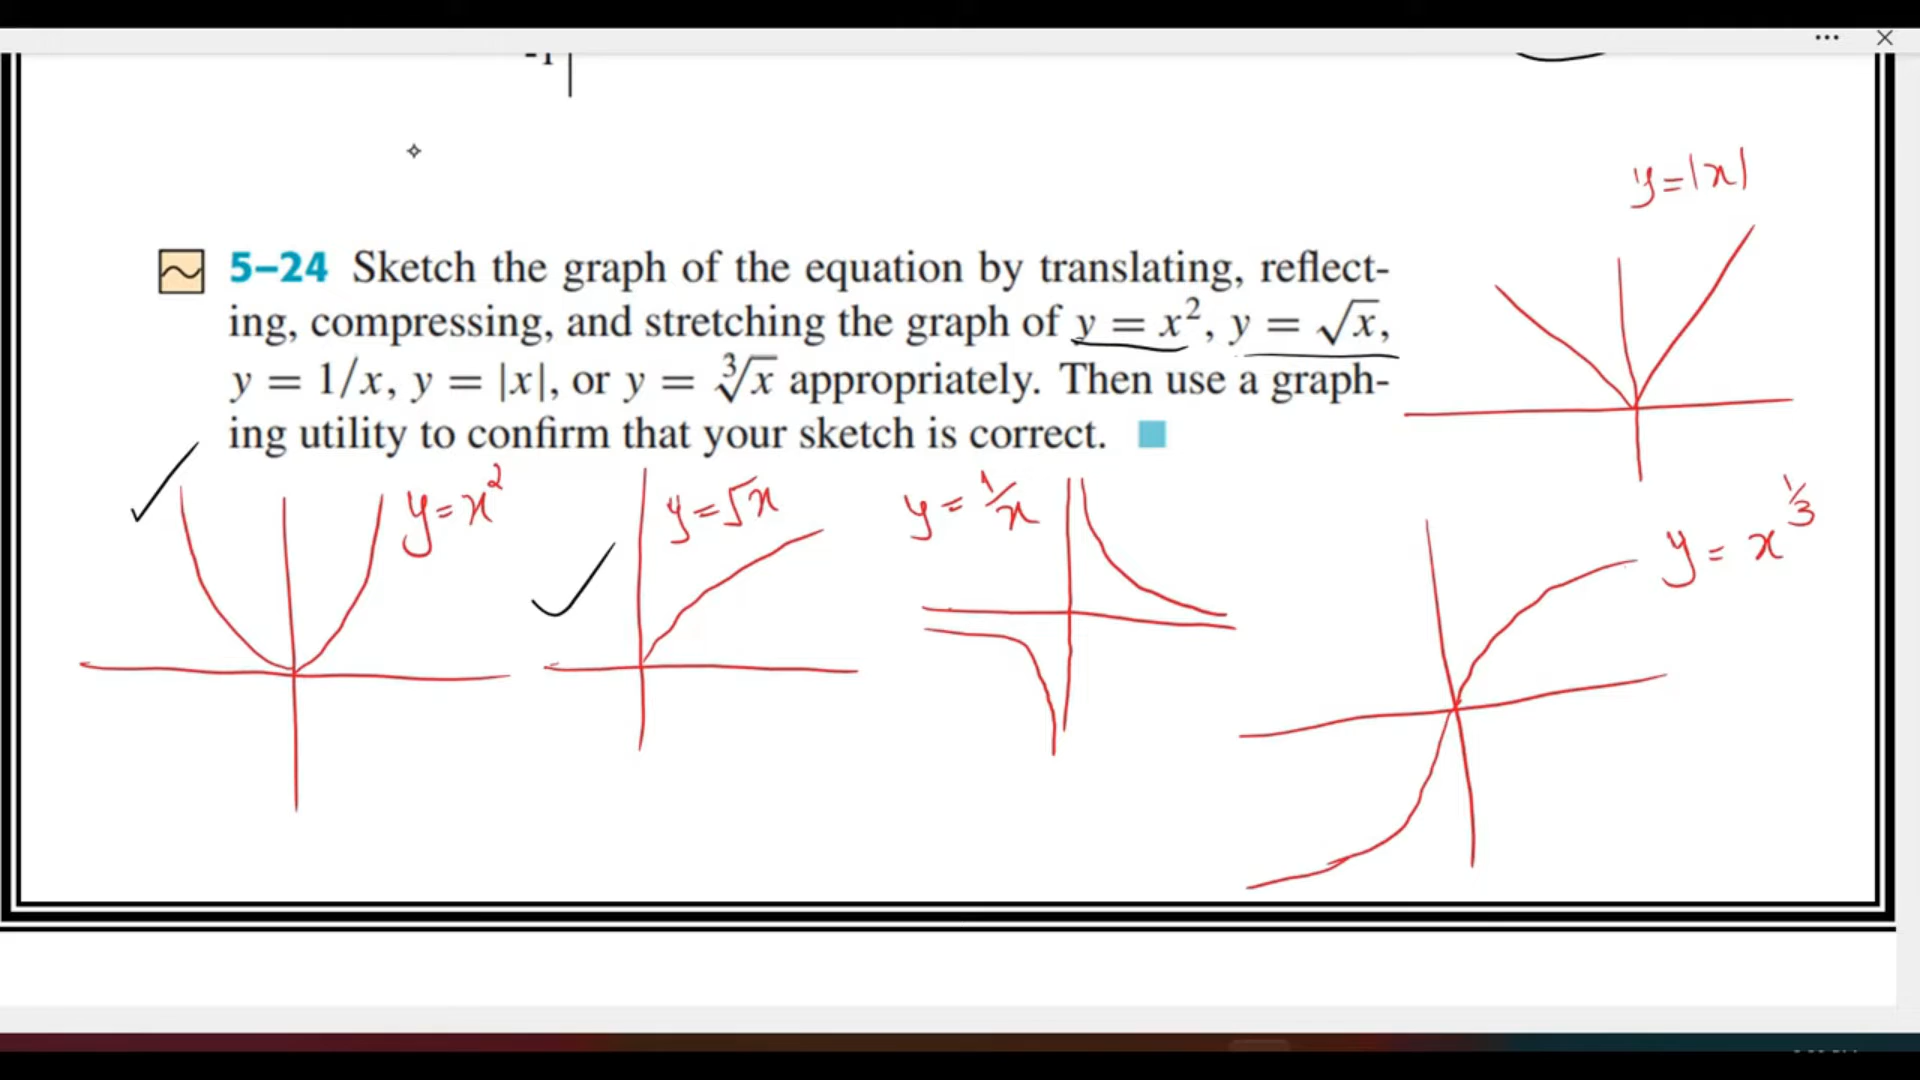 -1
y=|x|
5–24 Sketch the graph of the equation by translating, reflect-
ing, compressing, and stretching the graph of y = x², y = √x,
y = 1/x, y = |x|, or y = ∛x appropriately. Then use a graph-
ing utility to confirm that your sketch is correct.
y=x²
y=√x
y=1/x
y=x^1/3